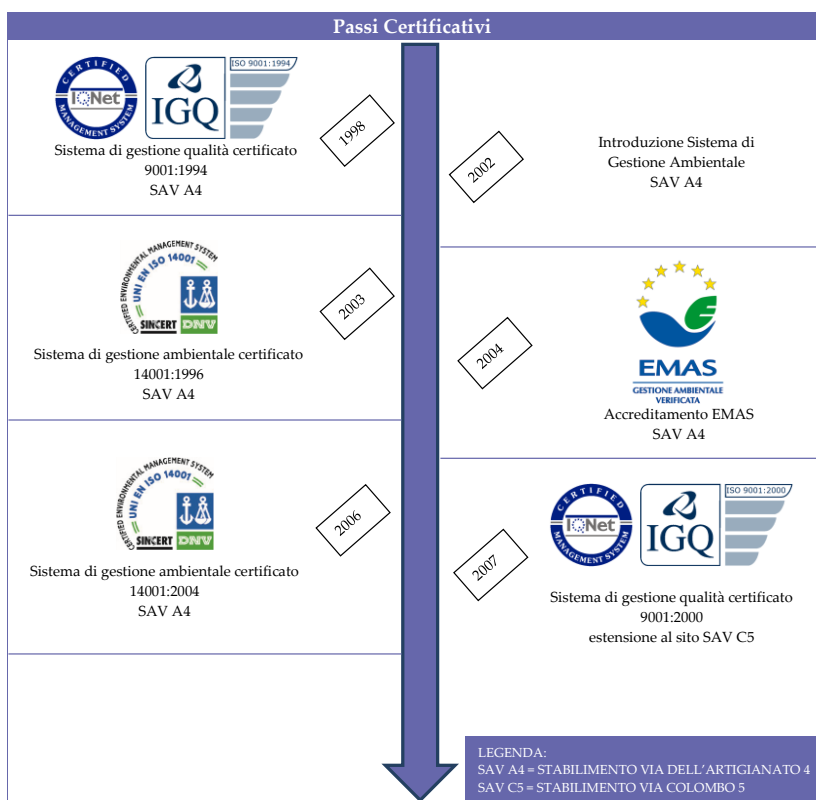 Passi Certificativi
CERTIFIED
IQNet
MANAGEMENT SYSTEM
IGQ
ISO 9001:1994
Sistema di gestione qualità certificato
9001:1994
SAV A4
1998
2002
Introduzione Sistema di
Gestione Ambientale
SAV A4
CERTIFIED ENVIRONMENTAL MANAGEMENT SYSTEM
UNI EN ISO 14001
SINCERT DNV
Sistema di gestione ambientale certificato
14001:1996
SAV A4
2003
2004
EMAS
GESTIONE AMBIENTALE
VERIFICATA
Accreditamento EMAS
SAV A4
CERTIFIED ENVIRONMENTAL MANAGEMENT SYSTEM
UNI EN ISO 14001
SINCERT DNV
Sistema di gestione ambientale certificato
14001:2004
SAV A4
2006
2007
CERTIFIED
IQNet
MANAGEMENT SYSTEM
IGQ
ISO 9001:2000
Sistema di gestione qualità certificato
9001:2000
estensione al sito SAV C5
LEGENDA:
SAV A4 = STABILIMENTO VIA DELL'ARTIGIANATO 4
SAV C5 = STABILIMENTO VIA COLOMBO 5